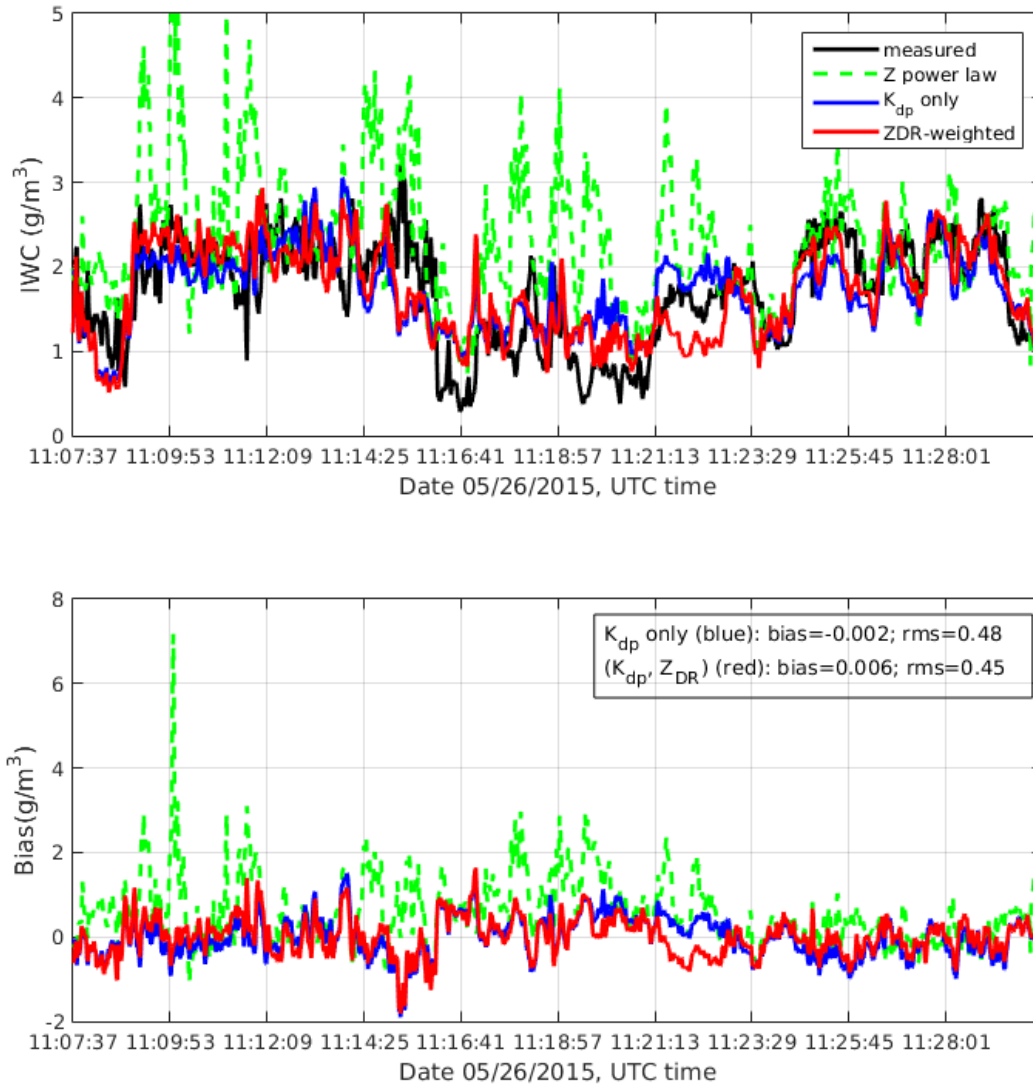 5
4
3
2
1
0
IWC (g/m³)
measured
Z power law
K_dp only
ZDR-weighted
11:07:37 11:09:53 11:12:09 11:14:25 11:16:41 11:18:57 11:21:13 11:23:29 11:25:45 11:28:01
Date 05/26/2015, UTC time
8
6
4
2
0
-2
Bias(g/m³)
K_dp only (blue): bias=-0.002; rms=0.48
(K_dp, Z_DR) (red): bias=0.006; rms=0.45
11:07:37 11:09:53 11:12:09 11:14:25 11:16:41 11:18:57 11:21:13 11:23:29 11:25:45 11:28:01
Date 05/26/2015, UTC time